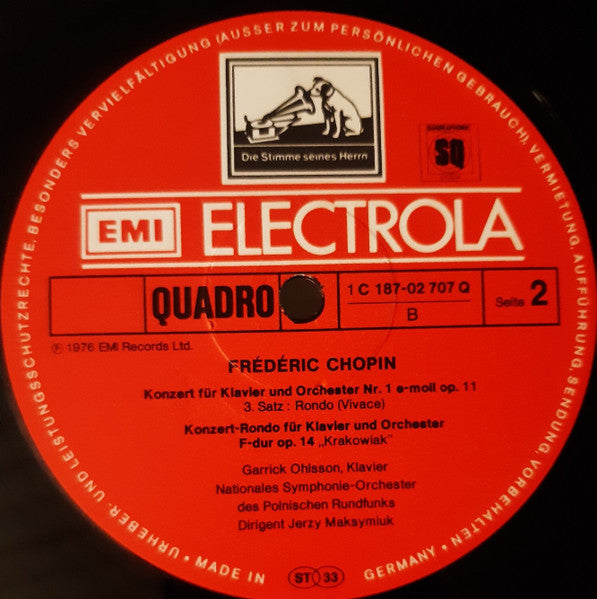 URHEBER- UND LEISTUNGSSCHUTZRECHTE, BESONDERS VERVIELFÄLTIGUNG (AUSSER ZUM PERSÖNLICHEN GEBRAUCH), VERMIETUNG, AUFFÜHRUNG, SENDUNG, VORBEHALTEN •
Die Stimme seines Herrn
SQ
EMI ELECTROLA
QUADRO
1 C 187-02 707 Q
B
Seite 2
℗ 1976 EMI Records Ltd.
FRÉDÉRIC CHOPIN
Konzert für Klavier und Orchester Nr. 1 e-moll op. 11
3. Satz: Rondo (Vivace)
Konzert-Rondo für Klavier und Orchester
F-dur op. 14 „Krakowiak"
Garrick Ohlsson, Klavier
Nationales Symphonie-Orchester
des Polnischen Rundfunks
Dirigent Jerzy Maksymiuk
• MADE IN GERMANY •
ST 33